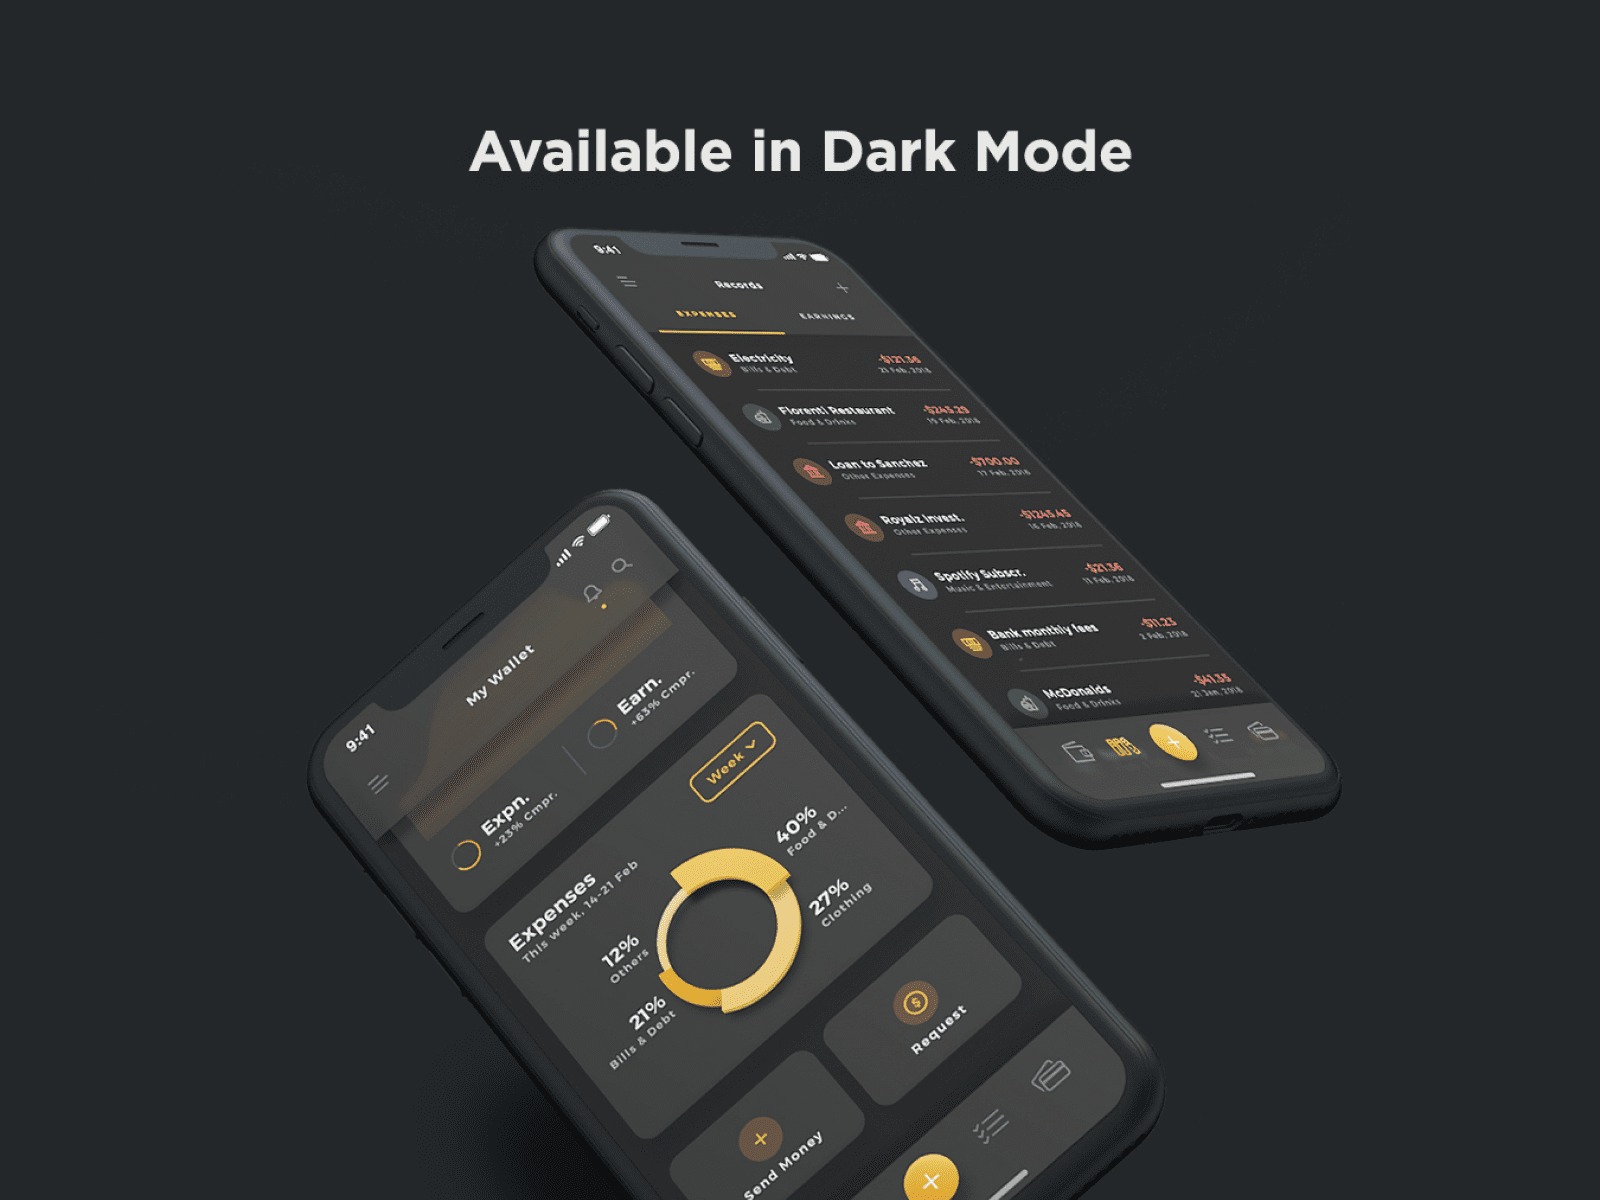 Available in Dark Mode
9:41
Records
EXPENSES EARNINGS
Electricity -$121.36
Bills & Debt 21 Feb, 2018
Florenti Restaurant -$245.29
Food & Drinks 19 Feb, 2018
Loan to Sanchez -$700.00
Other Expenses 17 Feb, 2018
Royalz Invest. -$1245.45
Other Expenses 16 Feb, 2018
Spotify Subscr. -$21.36
Music & Entertainment 11 Feb, 2018
Bank monthly fees -$11.23
Bills & Debt 2 Feb, 2018
McDonalds -$41.35
Food & Drinks 21 Jan, 2018
9:41
My Wallet
Expn.
+23% Cmpr.
Earn.
+63% Cmpr.
Expenses
This week, 14-21 Feb
Week
40%
Food & D...
27%
Clothing
12%
Others
21%
Bills & Debt
Send Money
Request